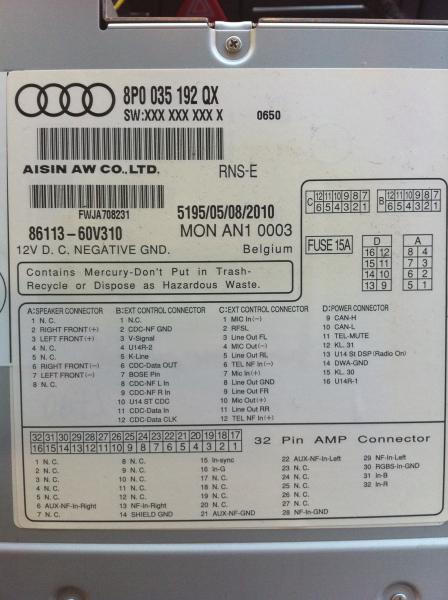 8P0 035 192 QX
SW:XXX XXX XXX X 0650
AISIN AW CO.,LTD. RNS-E
FWJA708231
5195/05/08/2010
86113-60V310 MON AN1 0003
12V D. C. NEGATIVE GND. Belgium
Contains Mercury-Don't Put in Trash-
Recycle or Dispose as Hazardous Waste.
C 12 11 10 9 8 7
6 5 4 3 2 1
B 12 11 10 9 8 7
6 5 4 3 2 1
FUSE 15A
D
16 12
15 11
14 10
13 9
A
8 4
7 3
6 2
5 1
A:SPEAKER CONNECTOR
1 N. C.
2 RIGHT FRONT(+)
3 LEFT FRONT(+)
4 N. C.
5 N. C.
6 RIGHT FRONT(-)
7 LEFT FRONT(-)
8 N. C.
B:EXT CONTROL CONNECTOR
1 N.C.
2 CDC-NF GND
3 V-Signal
4 U14R-2
5 K-Line
6 CDC-Data OUT
7 BOSE Pin
8 CDC-NF L In
9 CDC-NF R In
10 U14 ST CDC
11 CDC-Data In
12 CDC-Data CLK
C:EXT CONTROL CONNECTOR
1 MIC In(-)
2 RFSL
3 Line Out FL
4 MIC Out(-)
5 Line Out RL
6 TEL NF In(-)
7 Mic In(+)
8 Line Out GND
9 Line Out FR
10 Mic Out(+)
11 Line Out RR
12 TEL NF In(+)
D:POWER CONNECTOR
9 CAN-H
10 CAN-L
11 TEL-MUTE
12 KL. 31
13 U14 St DSP (Radio On)
14 DWA-GND
15 KL. 30
16 U14R-1
32 31 30 29 28 27 26 25 24 23 22 21 20 19 18 17
16 15 14 13 12 11 10 9 8 7 6 5 4 3 2 1
32 Pin AMP Connector
1 N. C.
2 N. C.
3 N. C.
4 N. C.
5 N. C.
6 AUX-NF-In-Right
7 N. C.
8 N. C.
9 N. C.
10 N. C.
11 N. C.
12 N. C.
13 NF-In-Right
14 SHIELD GND
15 In-sync
16 In-G
17 N. C.
18 N. C.
19 N. C.
20 N. C.
21 AUX-NF-GND
22 AUX-NF-In-Left
23 N. C.
24 N. C.
25 N. C.
26 N. C.
27 N. C.
28 NF-In-GND
29 NF-In-Left
30 RGBS-In-GND
31 In-B
32 In-R